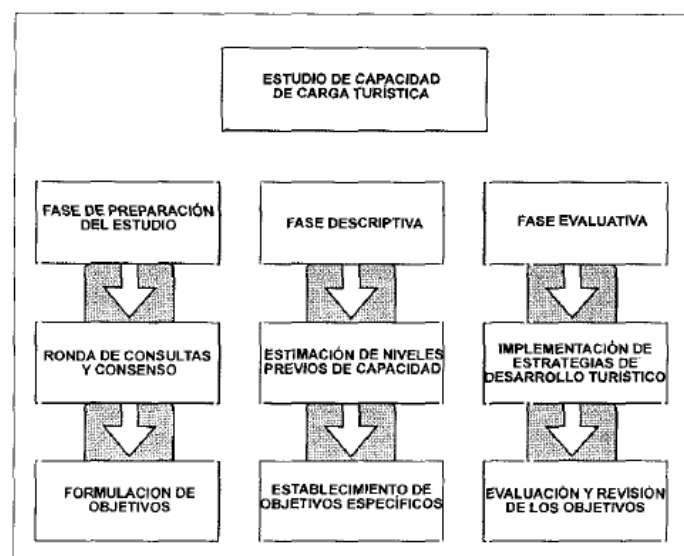 ESTUDIO DE CAPACIDAD
DE CARGA TURÍSTICA
FASE DE PREPARACIÓN
DEL ESTUDIO
FASE DESCRIPTIVA
FASE EVALUATIVA
RONDA DE CONSULTAS
Y CONSENSO
ESTIMACIÓN DE NIVELES
PREVIOS DE CAPACIDAD
IMPLEMENTACIÓN DE
ESTRATEGIAS DE
DESARROLLO TURÍSTICO
FORMULACION DE
OBJETIVOS
ESTABLECIMIENTO DE
OBJETIVOS ESPECÍFICOS
EVALUACIÓN Y REVISIÓN
DE LOS OBJETIVOS